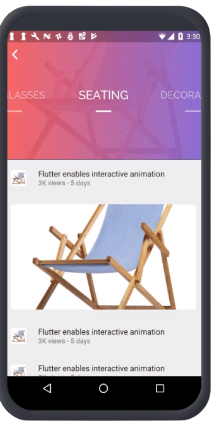 3:30
LASSES SEATING DECORA
Flutter enables interactive animation
3K views - 5 days
Flutter enables interactive animation
3K views - 5 days
Flutter enables interactive animation